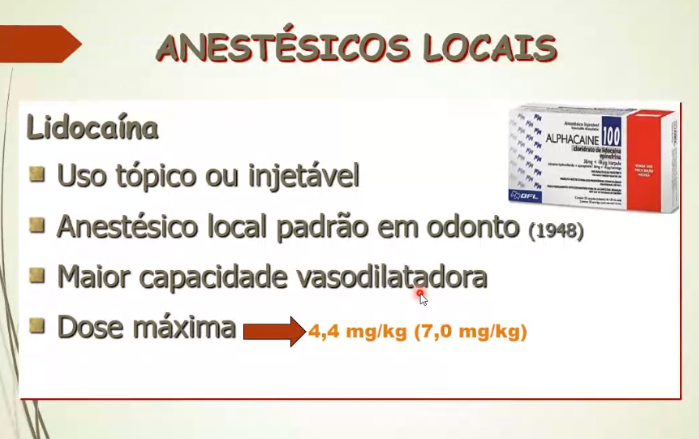 ANESTÉSICOS LOCAIS
Lidocaína
Uso tópico ou injetável
Anestésico local padrão em odonto (1948)
Maior capacidade vasodilatadora
Dose máxima
4,4 mg/kg (7,0 mg/kg)
ALPHACAINE 100
DFL